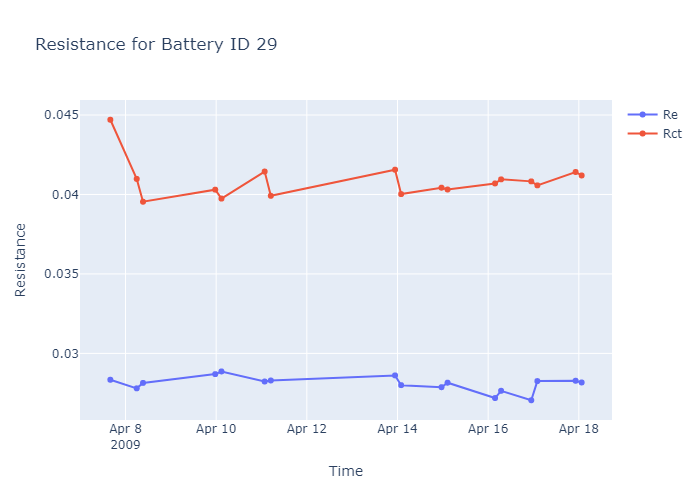 Resistance for Battery ID 29
Re
Rct
0.045
0.04
0.035
0.03
Resistance
Apr 8
2009
Apr 10
Apr 12
Apr 14
Apr 16
Apr 18
Time